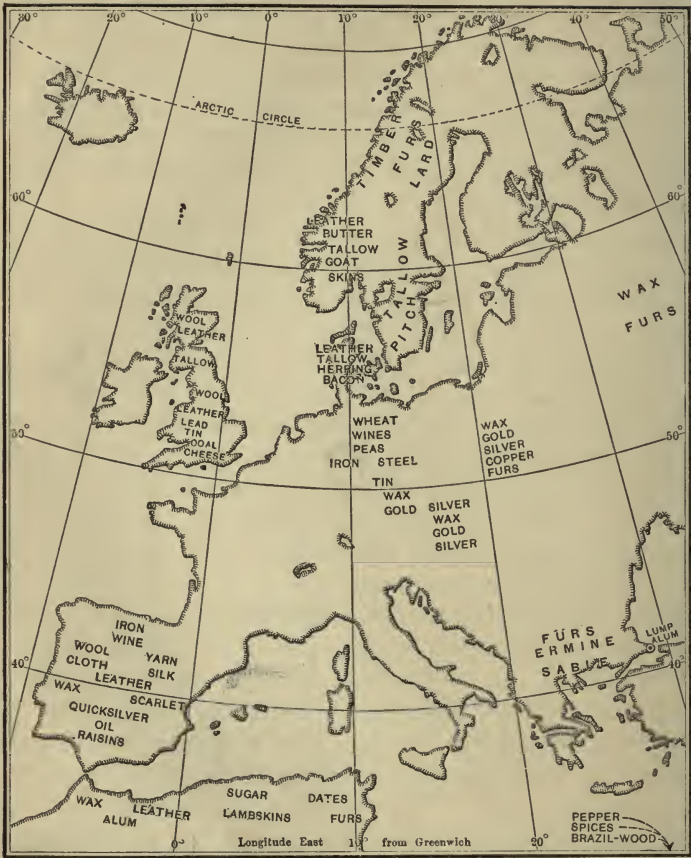 30°
20°
10°
0°
10°
20°
30°
40°
50°
ARCTIC CIRCLE
60°
60°
TIMBER
FURS
LARD
LEATHER
BUTTER
TALLOW
GOAT
SKINS
TALLOW
PITCH
WAX
FURS
WOOL
LEATHER
TALLOW
WOOL
LEATHER
LEAD
TIN
COAL
CHEESE
LEATHER
TALLOW
HERRING
BACON
50°
50°
WHEAT
WINES
PEAS
IRON STEEL
TIN
WAX
GOLD SILVER
WAX
GOLD
SILVER
WAX
GOLD
SILVER
COPPER
FURS
IRON
WINE
WOOL YARN
CLOTH SILK
LEATHER
WAX SCARLET
QUICKSILVER
OIL
RAISINS
40°
40°
FURS
ERMINE
SABLE
LUMP
ALUM
WAX LEATHER SUGAR DATES
ALUM LAMBSKINS FURS
PEPPER
SPICES
BRAZIL-WOOD
0° Longitude East 10° from Greenwich 20°